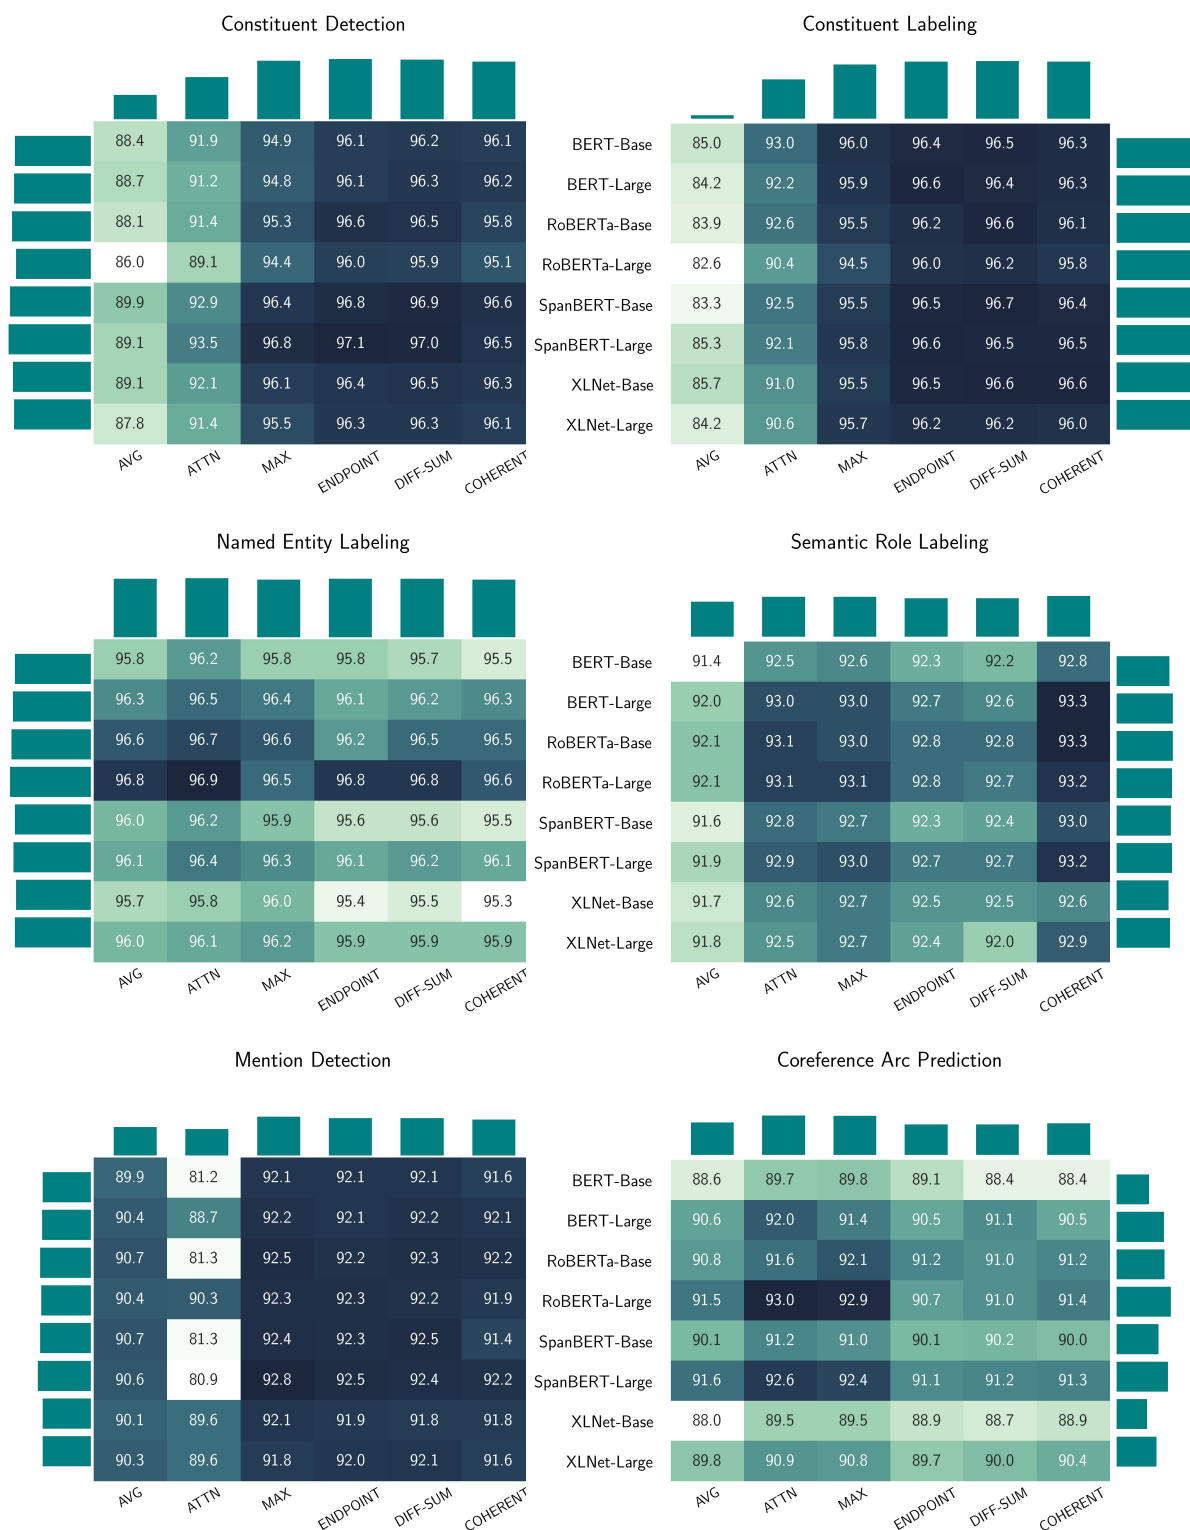 Constituent Detection Constituent Labeling
88.4 91.9 94.9 96.1 96.2 96.1 BERT-Base 85.0 93.0 96.0 96.4 96.5 96.3
88.7 91.2 94.8 96.1 96.3 96.2 BERT-Large 84.2 92.2 95.9 96.6 96.4 96.3
88.1 91.4 95.3 96.6 96.5 95.8 RoBERTa-Base 83.9 92.6 95.5 96.2 96.6 96.1
86.0 89.1 94.4 96.0 95.9 95.1 RoBERTa-Large 82.6 90.4 94.5 96.0 96.2 95.8
89.9 92.9 96.4 96.8 96.9 96.6 SpanBERT-Base 83.3 92.5 95.5 96.5 96.7 96.4
89.1 93.5 96.8 97.1 97.0 96.5 SpanBERT-Large 85.3 92.1 95.8 96.6 96.5 96.5
89.1 92.1 96.1 96.4 96.5 96.3 XLNet-Base 85.7 91.0 95.5 96.5 96.6 96.6
87.8 91.4 95.5 96.3 96.3 96.1 XLNet-Large 84.2 90.6 95.7 96.2 96.2 96.0
AVG ATTN MAX ENDPOINT DIFF-SUM COHERENT AVG ATTN MAX ENDPOINT DIFF-SUM COHERENT
Named Entity Labeling Semantic Role Labeling
95.8 96.2 95.8 95.8 95.7 95.5 BERT-Base 91.4 92.5 92.6 92.3 92.2 92.8
96.3 96.5 96.4 96.1 96.2 96.3 BERT-Large 92.0 93.0 93.0 92.7 92.6 93.3
96.6 96.7 96.6 96.2 96.5 96.5 RoBERTa-Base 92.1 93.1 93.0 92.8 92.8 93.3
96.8 96.9 96.5 96.8 96.8 96.6 RoBERTa-Large 92.1 93.1 93.1 92.8 92.7 93.2
96.0 96.2 95.9 95.6 95.6 95.5 SpanBERT-Base 91.6 92.8 92.7 92.3 92.4 93.0
96.1 96.4 96.3 96.1 96.2 96.1 SpanBERT-Large 91.9 92.9 93.0 92.7 92.7 93.2
95.7 95.8 96.0 95.4 95.5 95.3 XLNet-Base 91.7 92.6 92.7 92.5 92.5 92.6
96.0 96.1 96.2 95.9 95.9 95.9 XLNet-Large 91.8 92.5 92.7 92.4 92.0 92.9
AVG ATTN MAX ENDPOINT DIFF-SUM COHERENT AVG ATTN MAX ENDPOINT DIFF-SUM COHERENT
Mention Detection Coreference Arc Prediction
89.9 81.2 92.1 92.1 92.1 91.6 BERT-Base 88.6 89.7 89.8 89.1 88.4 88.4
90.4 88.7 92.2 92.1 92.2 92.1 BERT-Large 90.6 92.0 91.4 90.5 91.1 90.5
90.7 81.3 92.5 92.2 92.3 92.2 RoBERTa-Base 90.8 91.6 92.1 91.2 91.0 91.2
90.4 90.3 92.3 92.3 92.2 91.9 RoBERTa-Large 91.5 93.0 92.9 90.7 91.0 91.4
90.7 81.3 92.4 92.3 92.5 91.4 SpanBERT-Base 90.1 91.2 91.0 90.1 90.2 90.0
90.6 80.9 92.8 92.5 92.4 92.2 SpanBERT-Large 91.6 92.6 92.4 91.1 91.2 91.3
90.1 89.6 92.1 91.9 91.8 91.8 XLNet-Base 88.0 89.5 89.5 88.9 88.7 88.9
90.3 89.6 91.8 92.0 92.1 91.6 XLNet-Large 89.8 90.9 90.8 89.7 90.0 90.4
AVG ATTN MAX ENDPOINT DIFF-SUM COHERENT AVG ATTN MAX ENDPOINT DIFF-SUM COHERENT